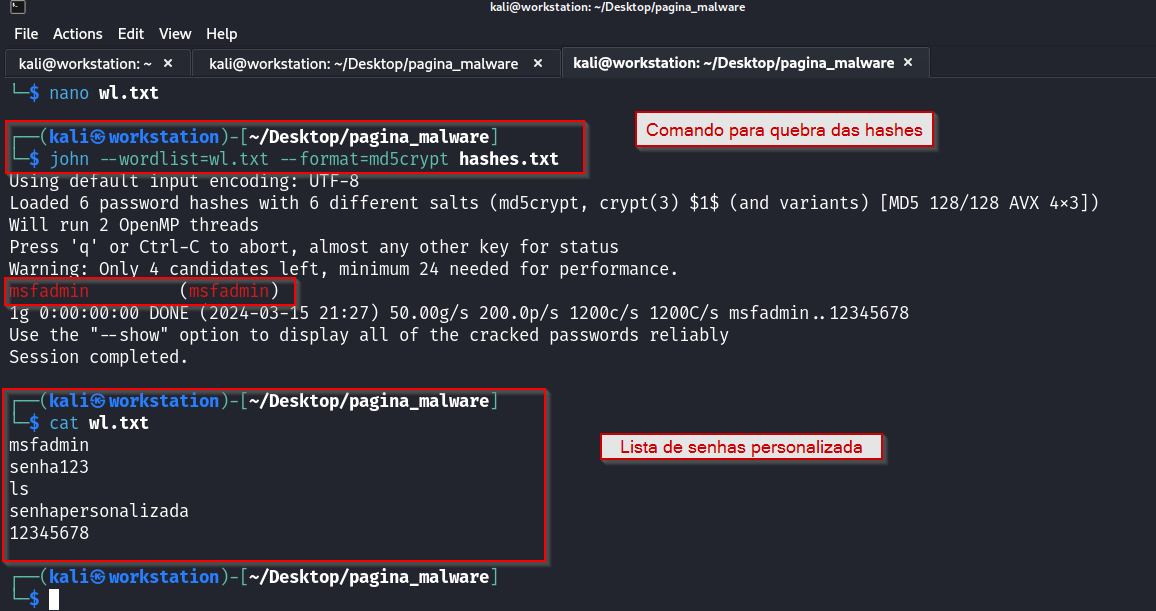 kali@workstation: ~/Desktop/pagina_malware
File Actions Edit View Help
kali@workstation: ~ × kali@workstation: ~/Desktop/pagina_malware × kali@workstation: ~/Desktop/pagina_malware ×
└─$ nano wl.txt
┌──(kali㉿workstation)-[~/Desktop/pagina_malware]
└─$ john --wordlist=wl.txt --format=md5crypt hashes.txt
Comando para quebra das hashes
Using default input encoding: UTF-8
Loaded 6 password hashes with 6 different salts (md5crypt, crypt(3) $1$ (and variants) [MD5 128/128 AVX 4×3])
Will run 2 OpenMP threads
Press 'q' or Ctrl-C to abort, almost any other key for status
Warning: Only 4 candidates left, minimum 24 needed for performance.
msfadmin (msfadmin)
1g 0:00:00:00 DONE (2024-03-15 21:27) 50.00g/s 200.0p/s 1200c/s 1200C/s msfadmin..12345678
Use the "--show" option to display all of the cracked passwords reliably
Session completed.
┌──(kali㉿workstation)-[~/Desktop/pagina_malware]
└─$ cat wl.txt
msfadmin
Lista de senhas personalizada
senha123
ls
senhapersonalizada
12345678
┌──(kali㉿workstation)-[~/Desktop/pagina_malware]
└─$